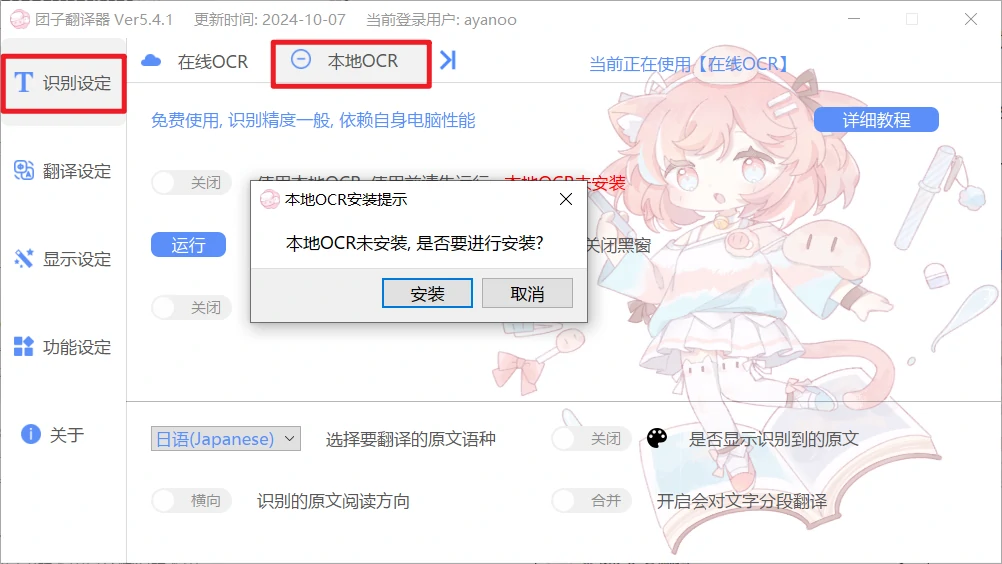 团子翻译器 Ver5.4.1 更新时间: 2024-10-07 当前登录用户: ayanoo
识别设定
翻译设定
显示设定
功能设定
关于
在线OCR 本地OCR 当前正在使用【在线OCR】
免费使用, 识别精度一般, 依赖自身电脑性能 详细教程
关闭 使用本地OCR, 使用前请先运行 本地OCR未安装
本地OCR安装提示
本地OCR未安装, 是否要进行安装?
安装 取消
运行 关闭黑窗
关闭
日语(Japanese) 选择要翻译的原文语种 关闭 是否显示识别到的原文
横向 识别的原文阅读方向 合并 开启会对文字分段翻译